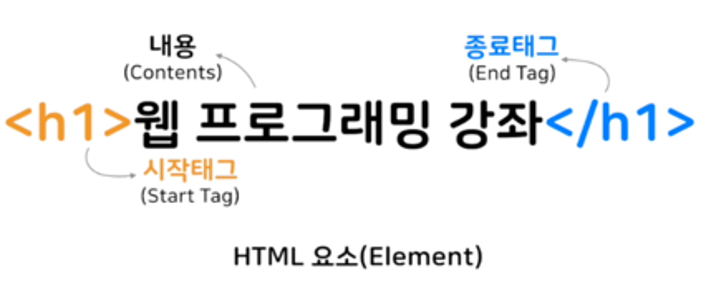 내용
(Contents)
종료태그
(End Tag)
<h1>웹 프로그래밍 강좌</h1>
시작태그
(Start Tag)
HTML 요소(Element)